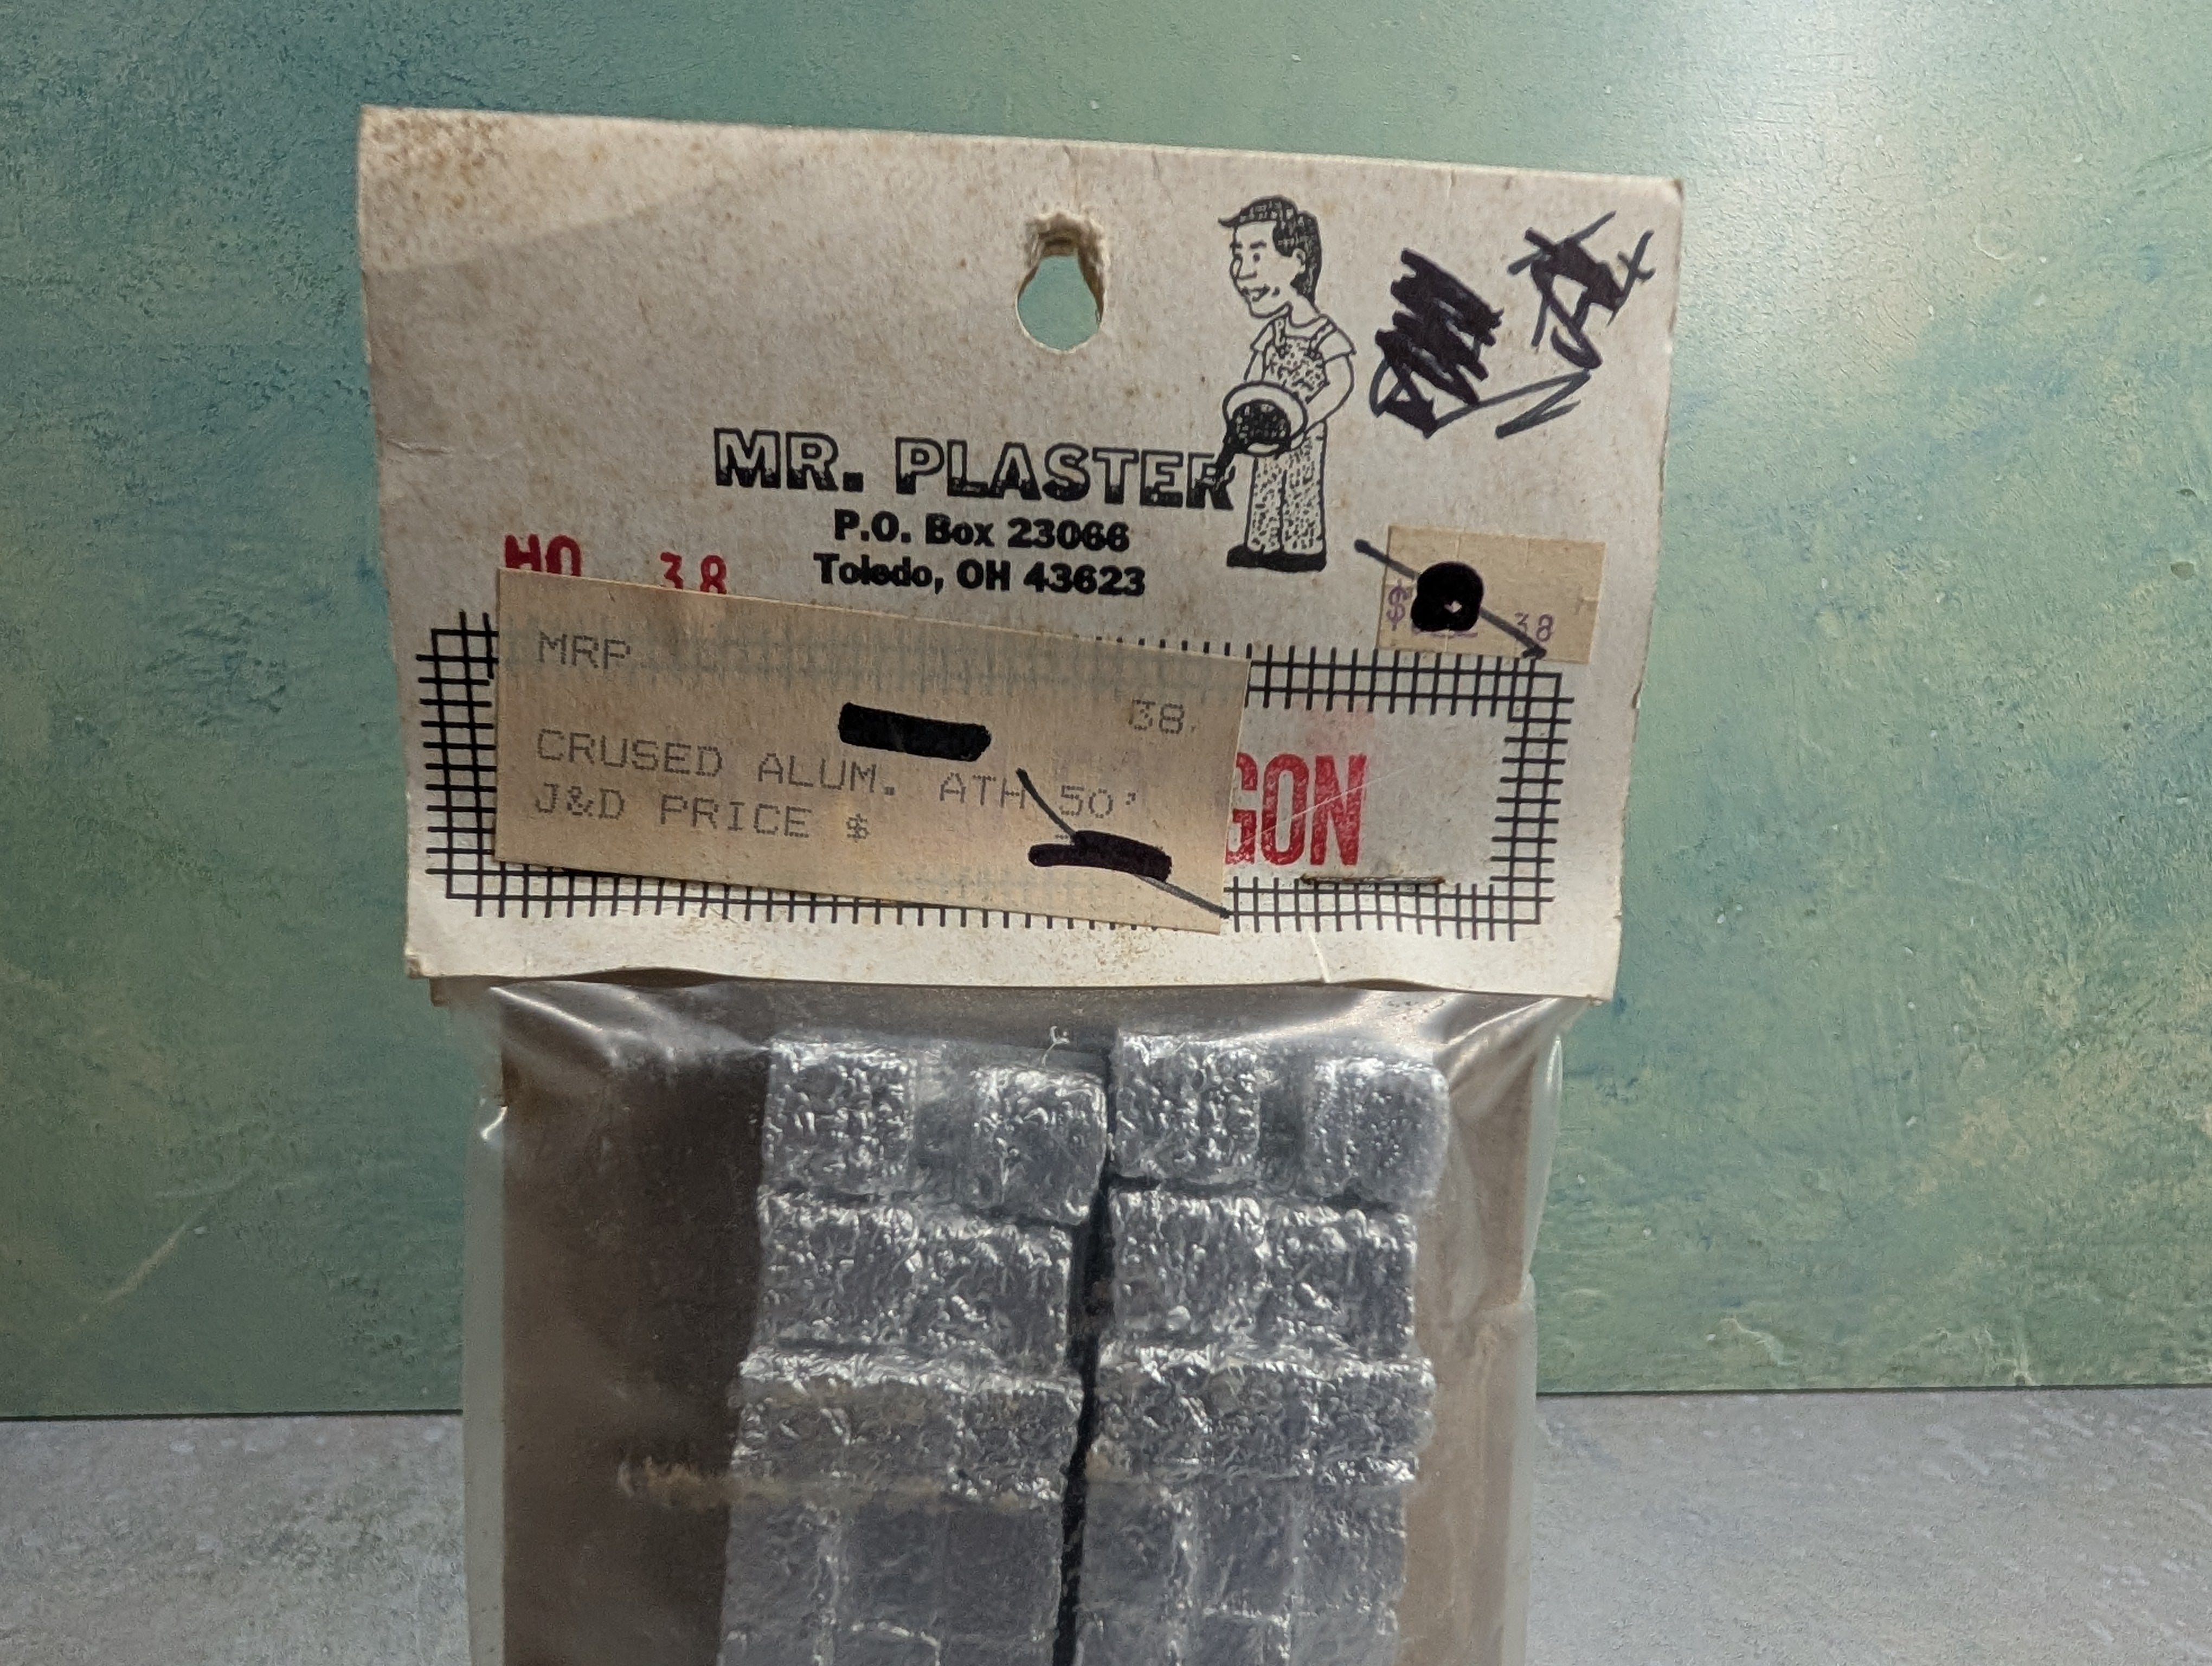 MR. PLASTER
P.O. Box 23066
Toledo, OH 43623
HO 38
$ 38
MRP
38
CRUSED ALUM. ATH 50'
J&D PRICE $
GON